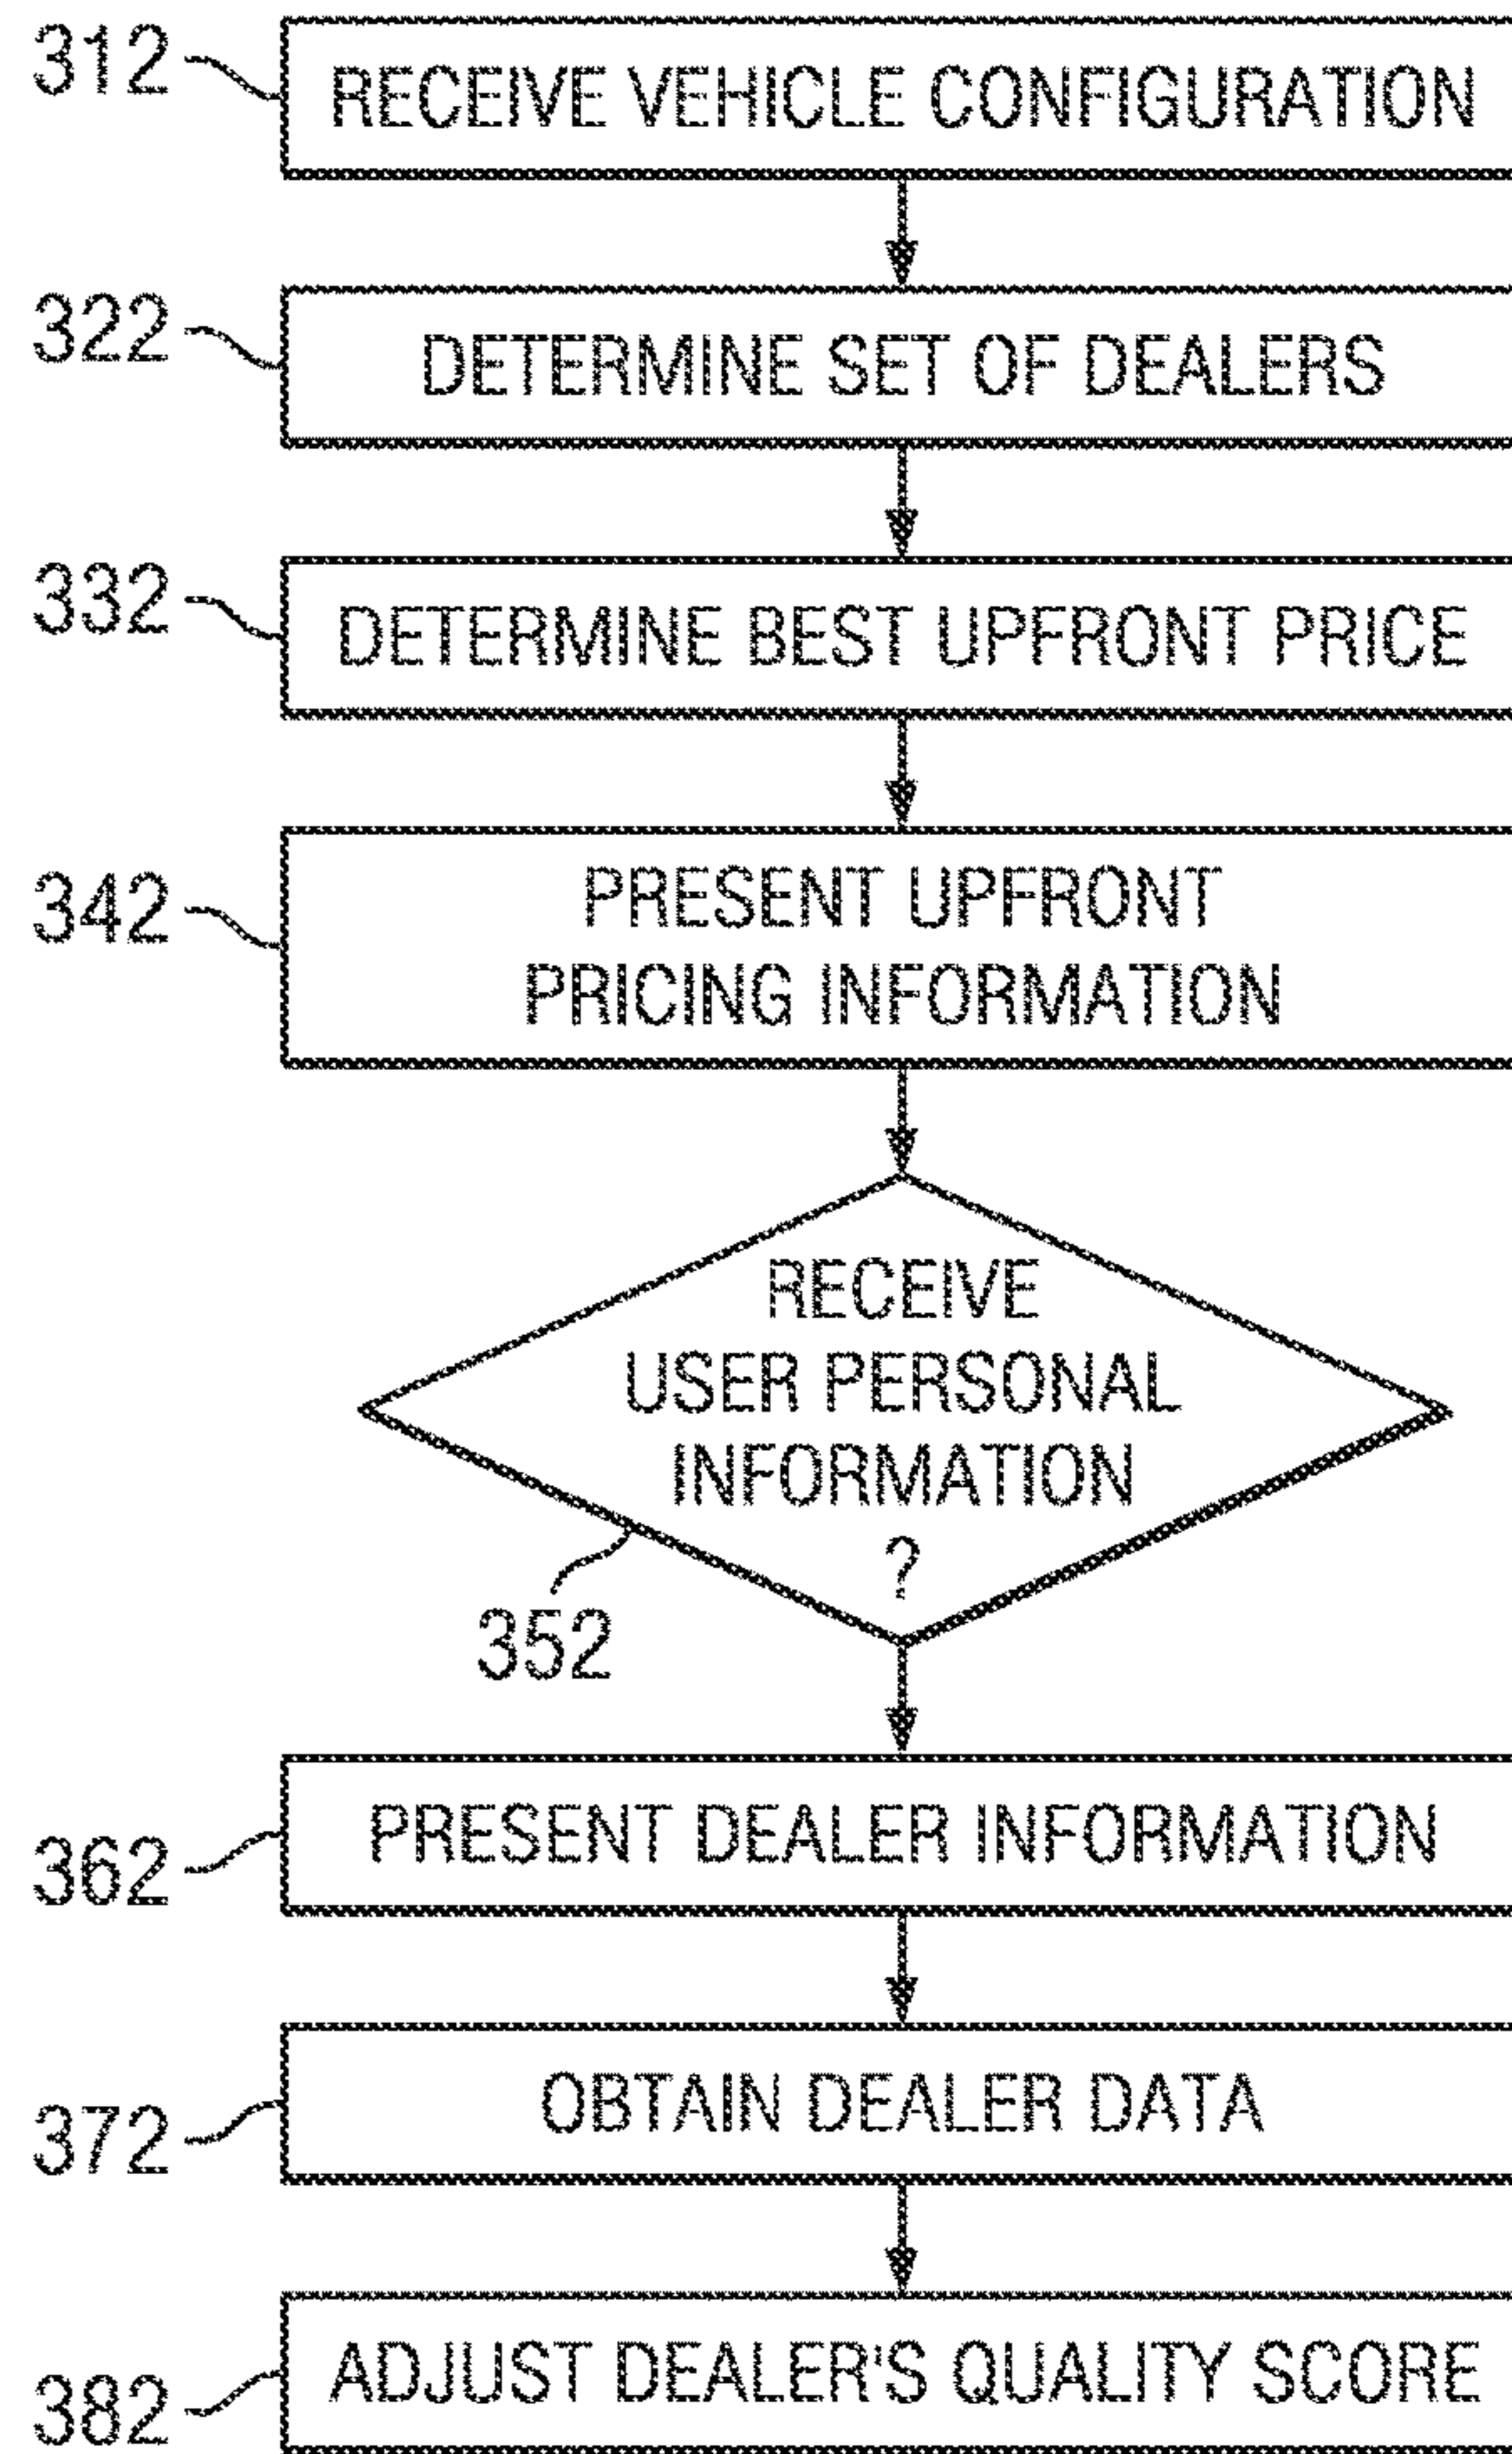 312
RECEIVE VEHICLE CONFIGURATION
322
DETERMINE SET OF DEALERS
332
DETERMINE BEST UPFRONT PRICE
342
PRESENT UPFRONT
PRICING INFORMATION
RECEIVE
USER PERSONAL
INFORMATION
?
352
362
PRESENT DEALER INFORMATION
372
OBTAIN DEALER DATA
382
ADJUST DEALER'S QUALITY SCORE